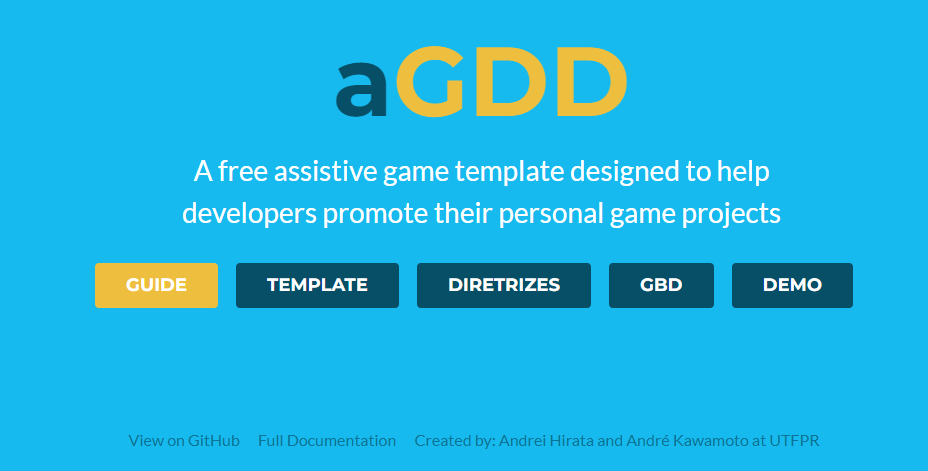 aGDD
A free assistive game template designed to help
developers promote their personal game projects
GUIDE TEMPLATE DIRETRIZES GBD DEMO
View on GitHub Full Documentation Created by: Andrei Hirata and André Kawamoto at UTFPR